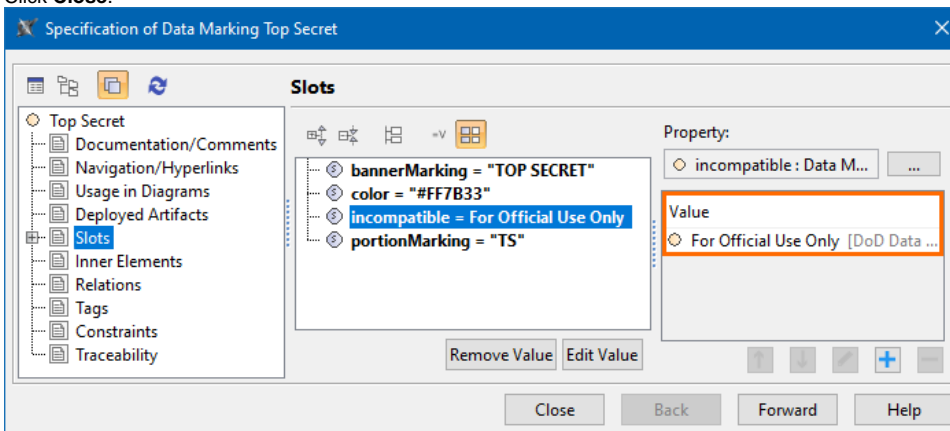 Click Close.
Specification of Data Marking Top Secret
Slots
Top Secret
Documentation/Comments
Navigation/Hyperlinks
Usage in Diagrams
Deployed Artifacts
Slots
Inner Elements
Relations
Tags
Constraints
Traceability
=V
bannerMarking = "TOP SECRET"
color = "#FF7B33"
incompatible = For Official Use Only
portionMarking = "TS"
Remove Value Edit Value
Property:
incompatible : Data M... ...
Value
For Official Use Only [DoD Data ...
Close Back Forward Help